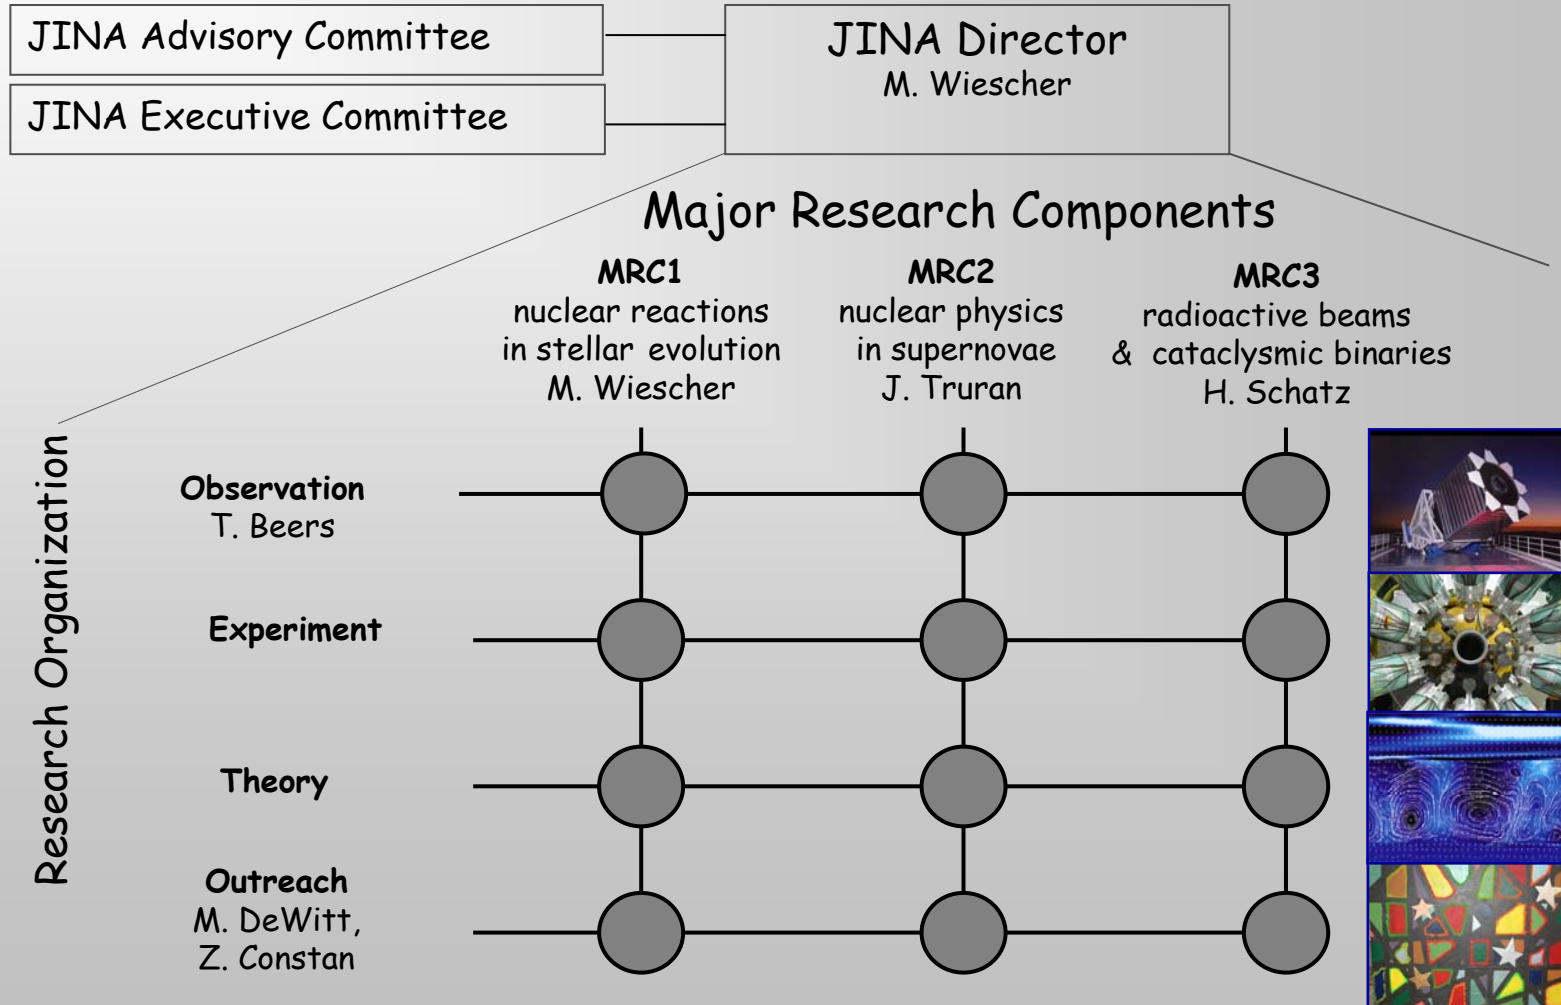 JINA Advisory Committee
JINA Executive Committee
JINA Director
M. Wiescher
Major Research Components
MRC1
nuclear reactions
in stellar evolution
M. Wiescher
MRC2
nuclear physics
in supernovae
J. Truran
MRC3
radioactive beams
& cataclysmic binaries
H. Schatz
Research Organization
Observation
T. Beers
Experiment
Theory
Outreach
M. DeWitt,
Z. Constan